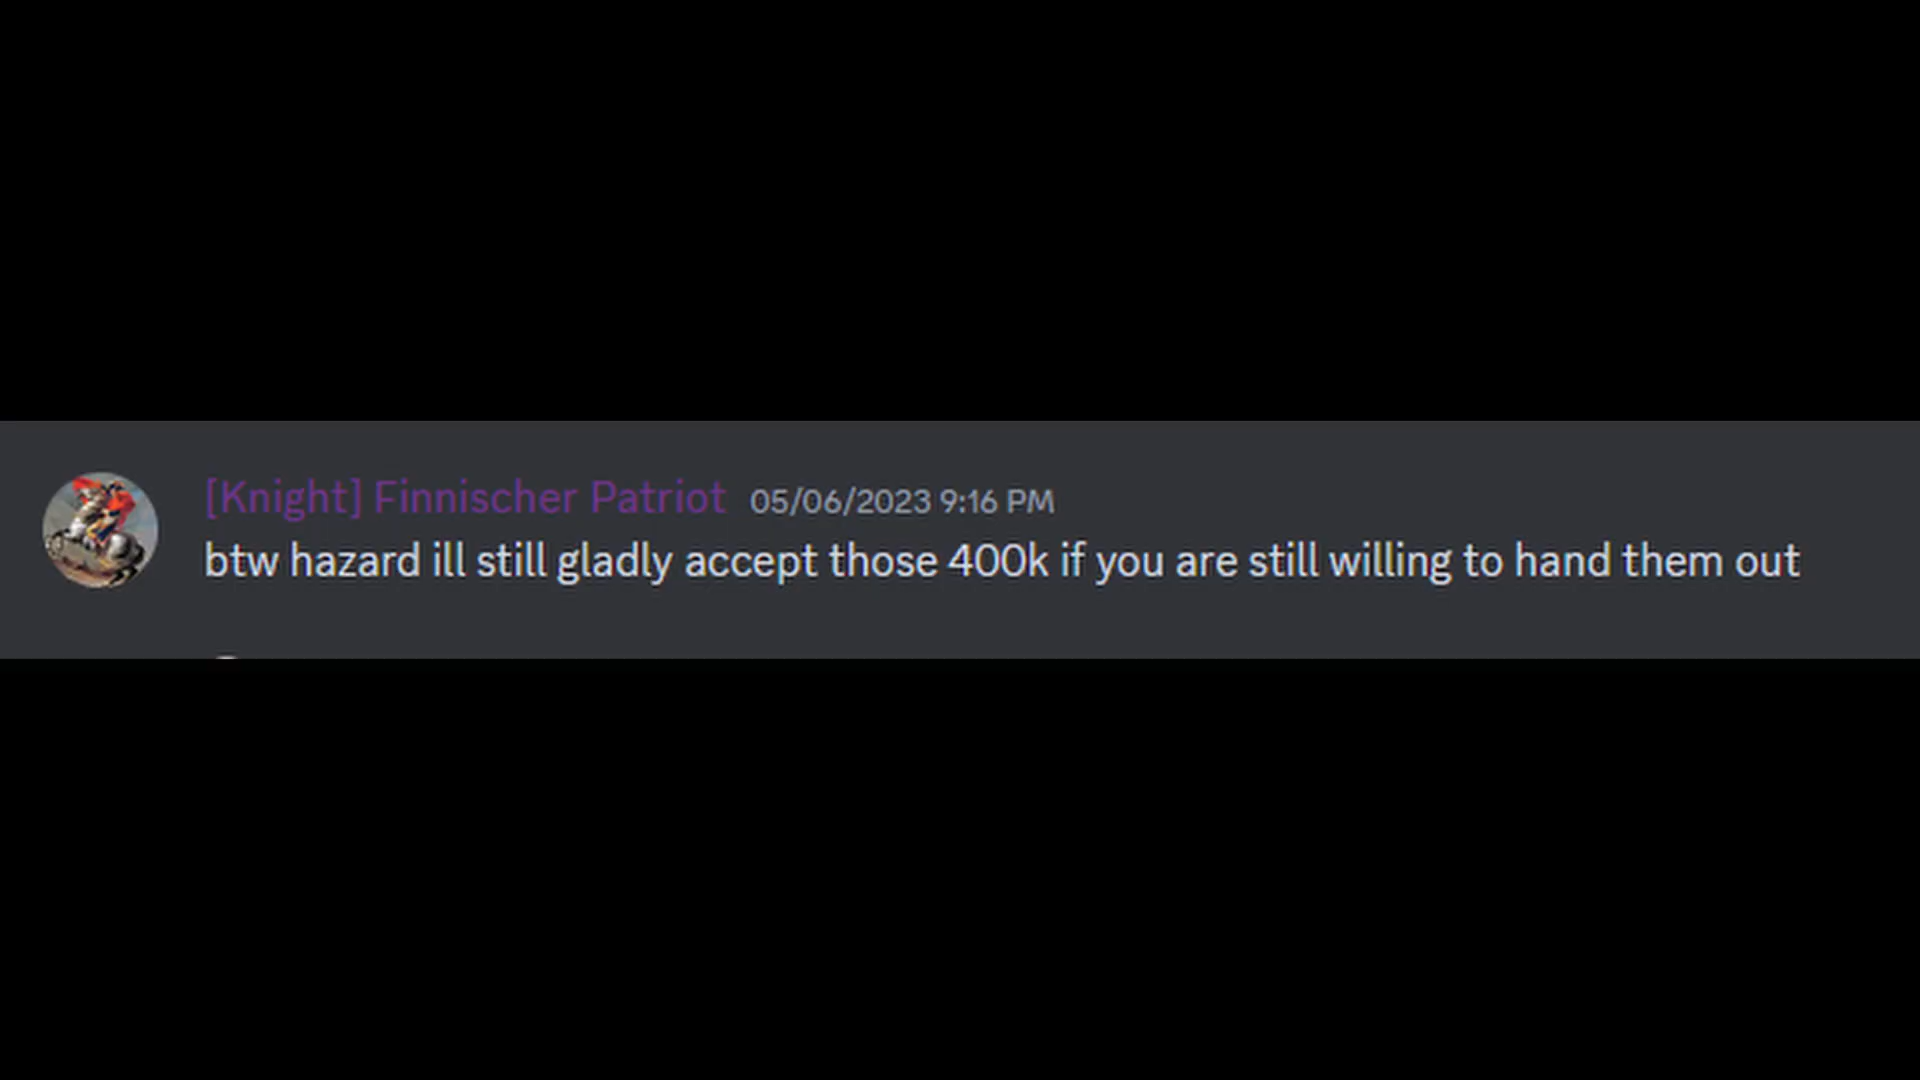 [Knight] Finnischer Patriot 05/06/2023 9:16 PM
btw hazard ill still gladly accept those 400k if you are still willing to hand them out